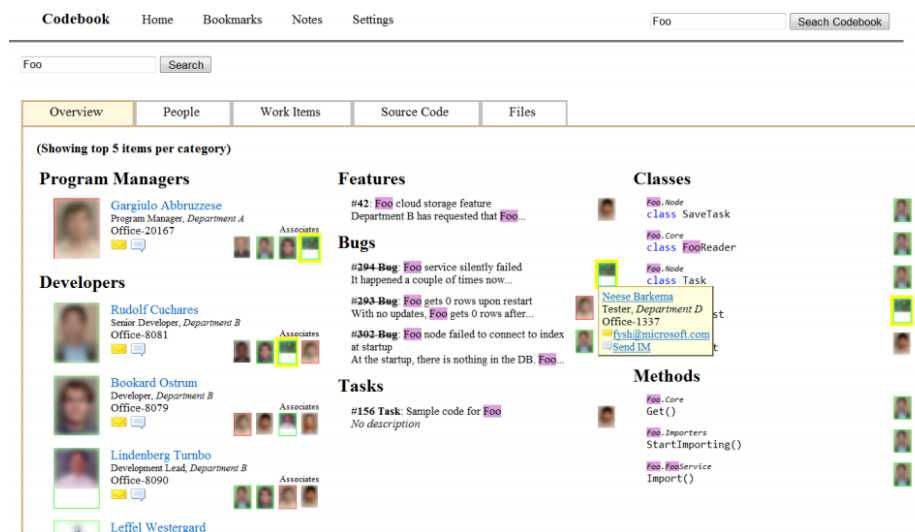 Codebook Home Bookmarks Notes Settings Foo Seach Codebook
Foo Search
Overview People Work Items Source Code Files
(Showing top 5 items per category)
Program Managers
Gargiulo Abbruzzese
Program Manager, Department A
Office-20167
Associates
Developers
Rudolf Cuchares
Senior Developer, Department B
Office-8081
Associates
Bookard Ostrum
Developer, Department B
Office-8079
Associates
Lindenberg Turnbo
Development Lead, Department B
Office-8090
Associates
Leffel Westergard
Features
#42: Foo cloud storage feature
Department B has requested that Foo...
Bugs
#294 Bug: Foo service silently failed
It happened a couple of times now...
#293 Bug: Foo gets 0 rows upon restart
With no updates, Foo gets 0 rows after...
#302 Bug: Foo node failed to connect to index
at startup
At the startup, there is nothing in the DB. Foo...
Tasks
#156 Task: Sample code for Foo
No description
Neese Barkema
Tester, Department D
Office-1337
fysh@microsoft.com
Send IM
Classes
Foo.Node
class SaveTask
Foo.Core
class FooReader
Foo.Node
class Task
st
t
Methods
Foo.Core
Get()
Foo.Importers
StartImporting()
Foo.FooService
Import()